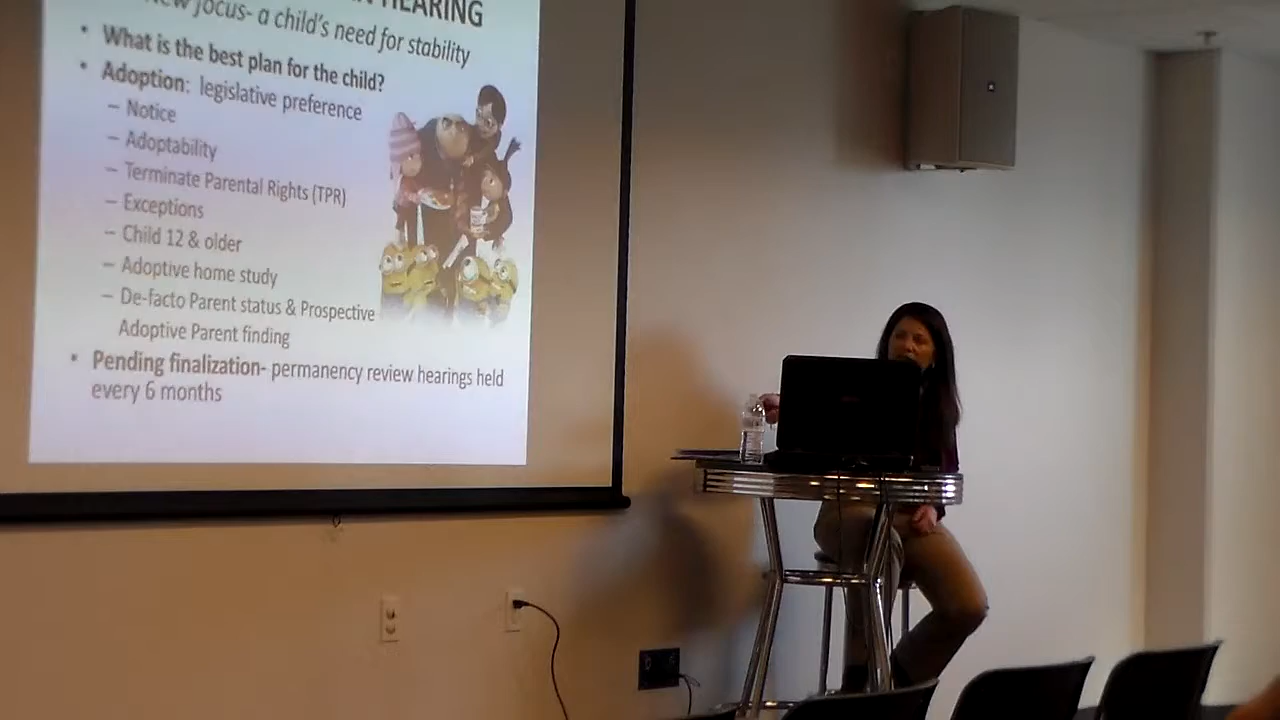 HEARING
focus- a child's need for stability
• What is the best plan for the child?
• Adoption: legislative preference
– Notice
– Adoptability
– Terminate Parental Rights (TPR)
– Exceptions
– Child 12 & older
– Adoptive home study
– De-facto Parent status & Prospective
Adoptive Parent finding
• Pending finalization- permanency review hearings held
every 6 months